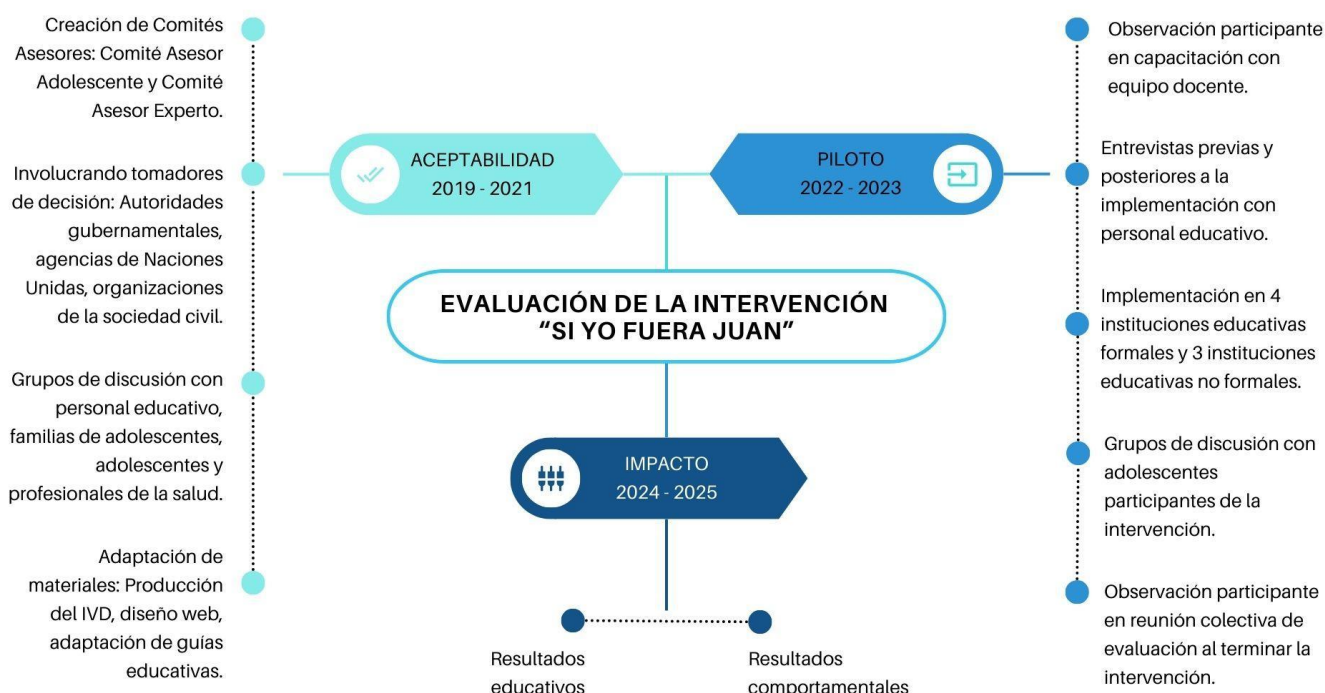 Creación de Comités
Asesores: Comité Asesor
Adolescente y Comité
Asesor Experto.
Involucrando tomadores
de decisión: Autoridades
gubernamentales,
agencias de Naciones
Unidas, organizaciones
de la sociedad civil.
Grupos de discusión con
personal educativo,
familias de adolescentes,
adolescentes y
profesionales de la salud.
Adaptación de
materiales: Producción
del IVD, diseño web,
adaptación de guías
educativas.
ACEPTABILIDAD
2019 - 2021
PILOTO
2022 - 2023
EVALUACIÓN DE LA INTERVENCIÓN
“SI YO FUERA JUAN”
IMPACTO
2024 - 2025
Resultados
educativos
Resultados
comportamentales
Observación participante
en capacitación con
equipo docente.
Entrevistas previas y
posteriores a la
implementación con
personal educativo.
Implementación en 4
instituciones educativas
formales y 3 instituciones
educativas no formales.
Grupos de discusión con
adolescentes
participantes de la
intervención.
Observación participante
en reunión colectiva de
evaluación al terminar la
intervención.